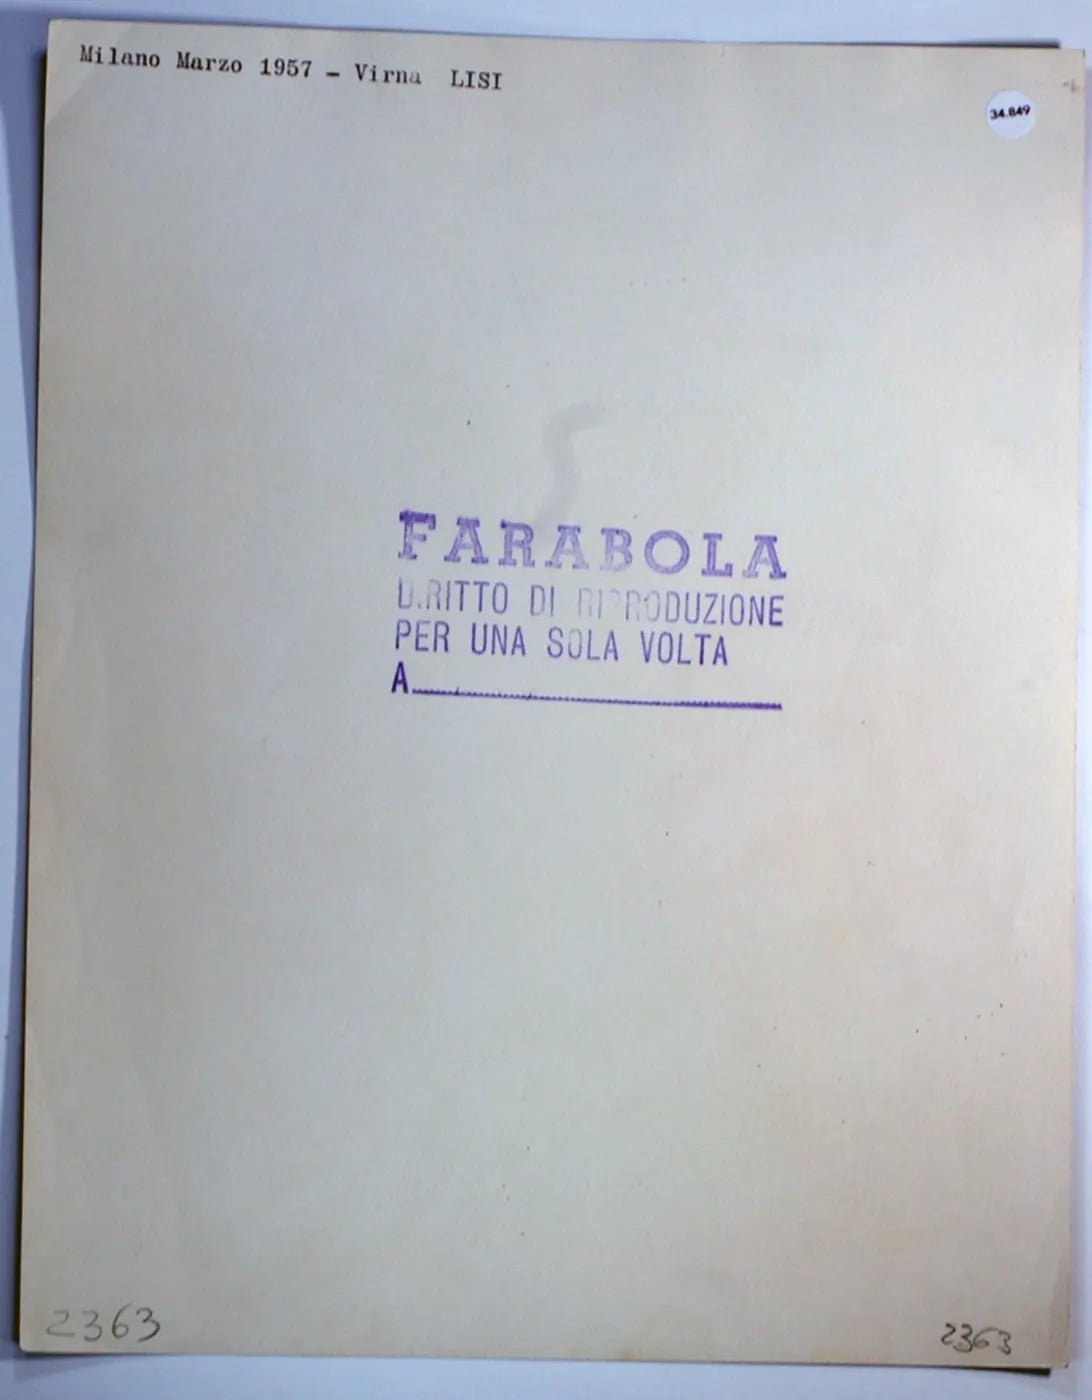 Milano Marzo 1957 - Virna LISI
34.849
FARABOLA
DIRITTO DI RIPRODUZIONE
PER UNA SOLA VOLTA
A
2363
2363